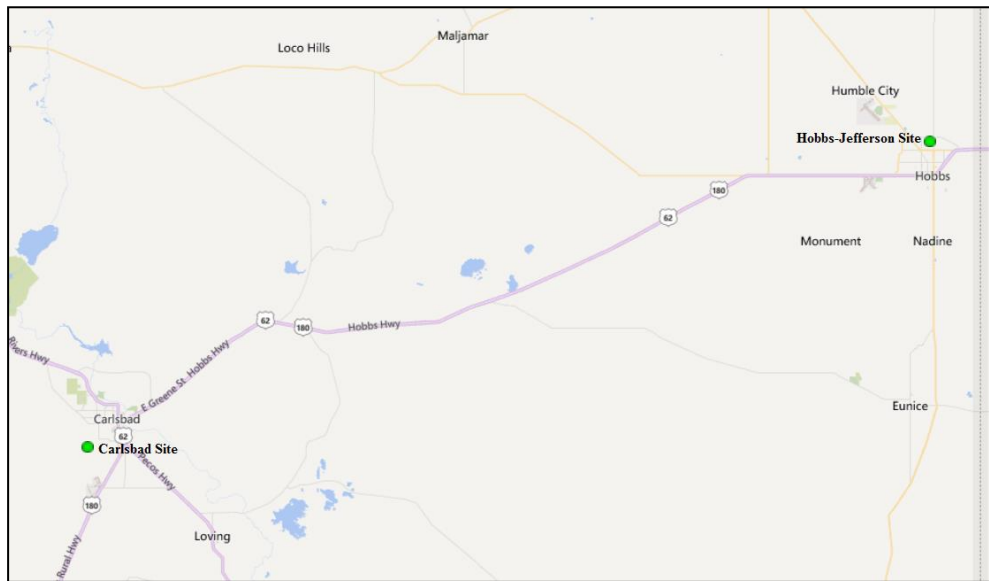 Maljamar
Loco Hills
a
Humble City
Hobbs-Jefferson Site
Hobbs
180
62
Monument
Nadine
62
180
Hobbs Hwy
Rivers Hwy
E Greene St Hobbs Hwy
Carlsbad
62
Eunice
Carlsbad Site
Pecos Hwy
180
Loving
Rural Hwy